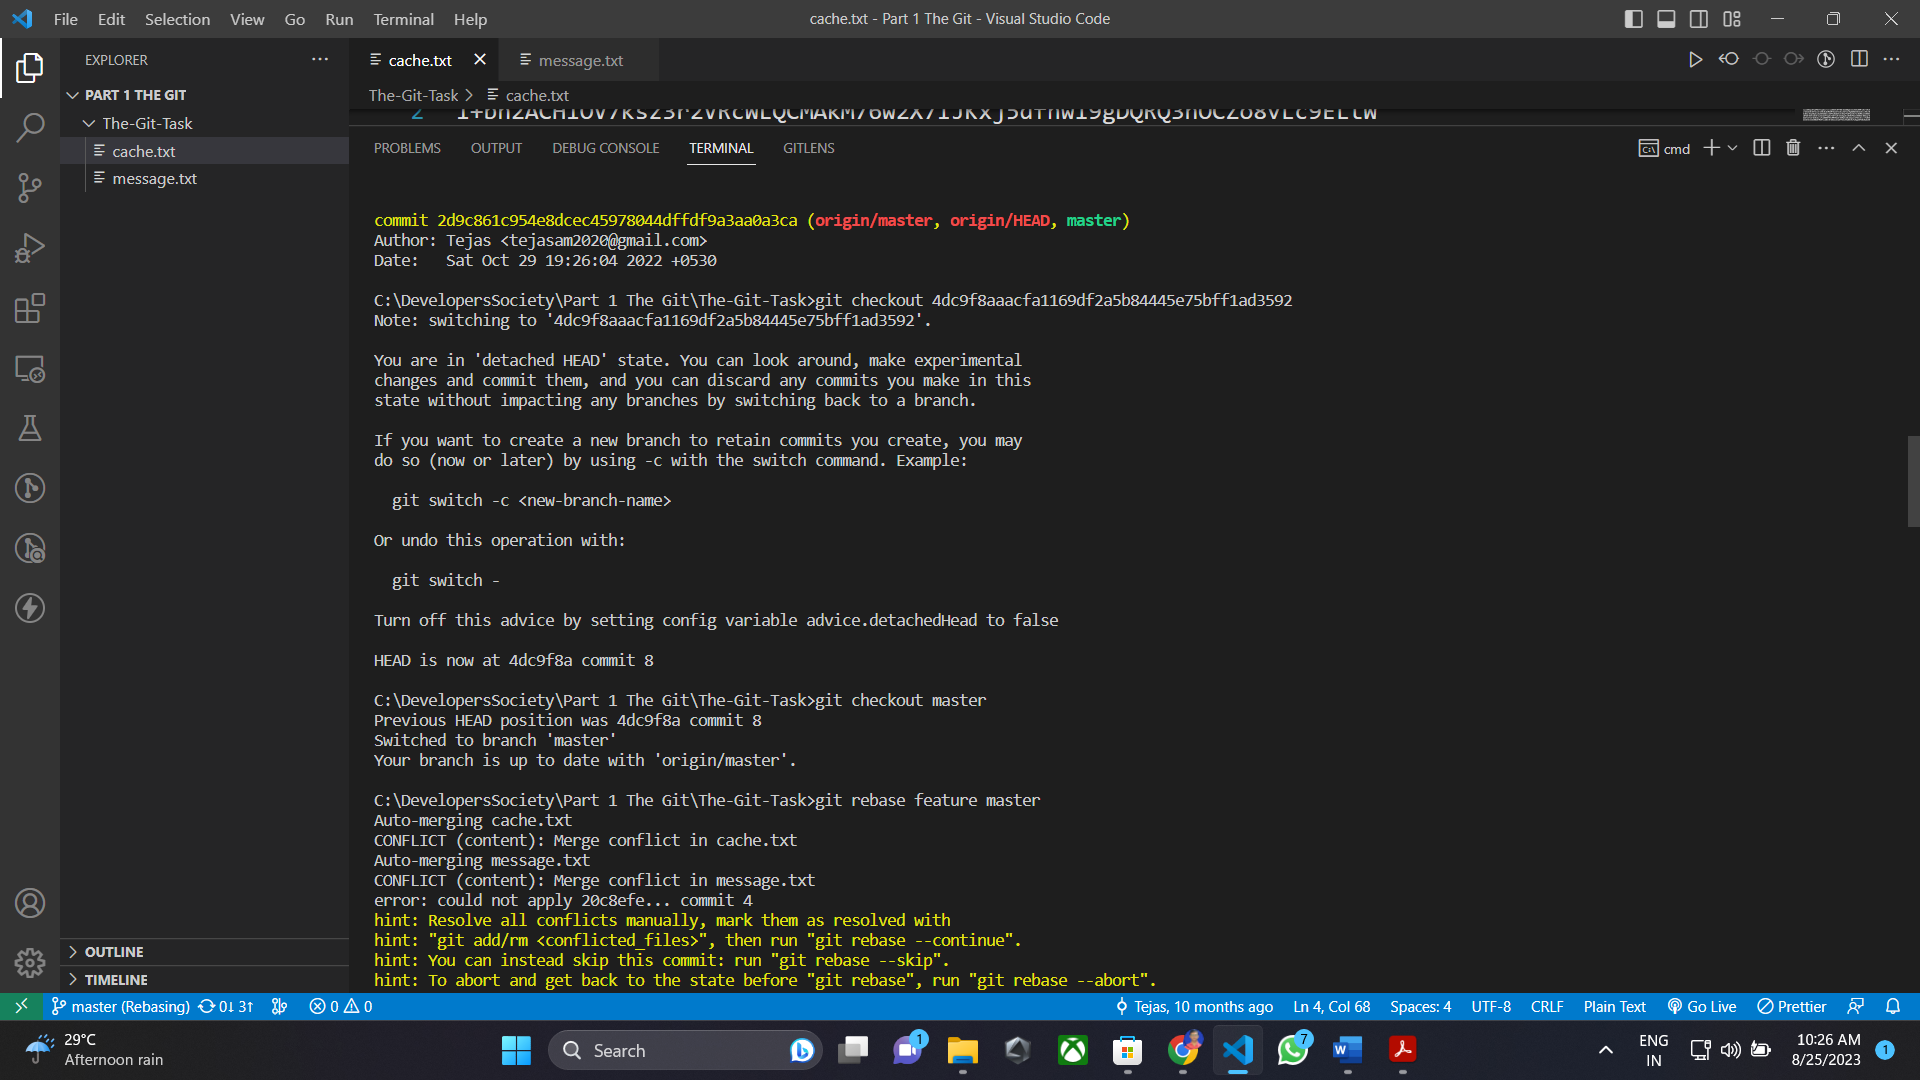 File Edit Selection View Go Run Terminal Help
cache.txt - Part 1 The Git - Visual Studio Code
EXPLORER
PART 1 THE GIT
The-Git-Task
cache.txt
message.txt
OUTLINE
TIMELINE
cache.txt
message.txt
The-Git-Task > cache.txt
2
PROBLEMS OUTPUT DEBUG CONSOLE TERMINAL GITLENS
cmd
commit 2d9c861c954e8dcec45978044dffdf9a3aa0a3ca (origin/master, origin/HEAD, master)
Author: Tejas <tejasam2020@gmail.com>
Date:   Sat Oct 29 19:26:04 2022 +0530
C:\DevelopersSociety\Part 1 The Git\The-Git-Task>git checkout 4dc9f8aaacfa1169df2a5b84445e75bff1ad3592
Note: switching to '4dc9f8aaacfa1169df2a5b84445e75bff1ad3592'.
You are in 'detached HEAD' state. You can look around, make experimental
changes and commit them, and you can discard any commits you make in this
state without impacting any branches by switching back to a branch.
If you want to create a new branch to retain commits you create, you may
do so (now or later) by using -c with the switch command. Example:
git switch -c <new-branch-name>
Or undo this operation with:
git switch -
Turn off this advice by setting config variable advice.detachedHead to false
HEAD is now at 4dc9f8a commit 8
C:\DevelopersSociety\Part 1 The Git\The-Git-Task>git checkout master
Previous HEAD position was 4dc9f8a commit 8
Switched to branch 'master'
Your branch is up to date with 'origin/master'.
C:\DevelopersSociety\Part 1 The Git\The-Git-Task>git rebase feature master
Auto-merging cache.txt
CONFLICT (content): Merge conflict in cache.txt
Auto-merging message.txt
CONFLICT (content): Merge conflict in message.txt
error: could not apply 20c8efe... commit 4
hint: Resolve all conflicts manually, mark them as resolved with
hint: "git add/rm <conflicted_files>", then run "git rebase --continue".
hint: You can instead skip this commit: run "git rebase --skip".
hint: To abort and get back to the state before "git rebase", run "git rebase --abort".
master (Rebasing) 0↓ 3↑ 0 0 Tejas, 10 months ago Ln 4, Col 68 Spaces: 4 UTF-8 CRLF Plain Text Go Live Prettier
29°C
Afternoon rain
Search
1
7
ENG
IN
10:26 AM
8/25/2023
1